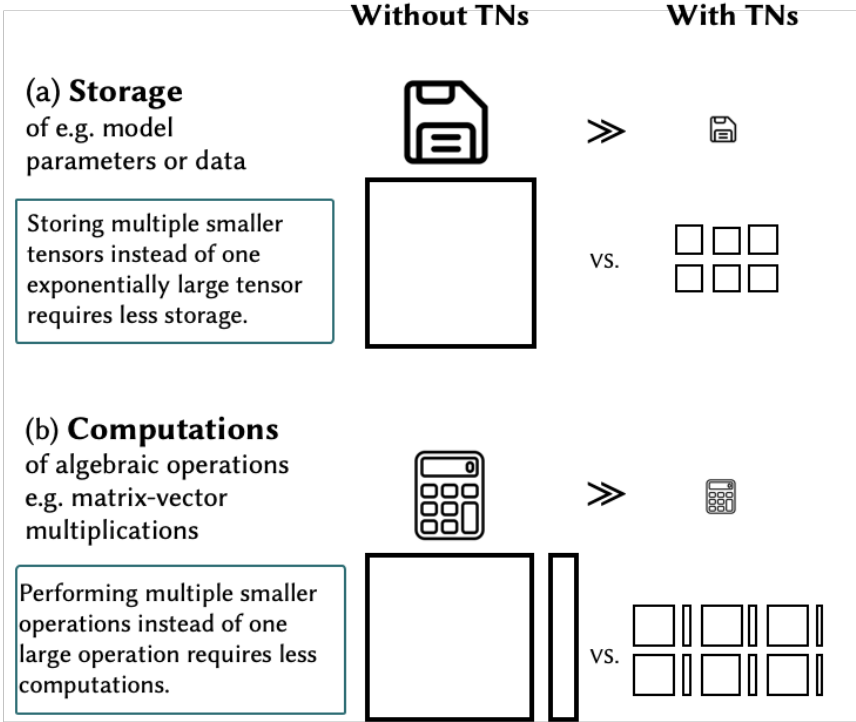 Without TNs
With TNs
(a) Storage
of e.g. model
parameters or data
≫
Storing multiple smaller
tensors instead of one
exponentially large tensor
requires less storage.
vs.
(b) Computations
of algebraic operations
e.g. matrix-vector
multiplications
0
≫
0
Performing multiple smaller
operations instead of one
large operation requires less
computations.
vs.